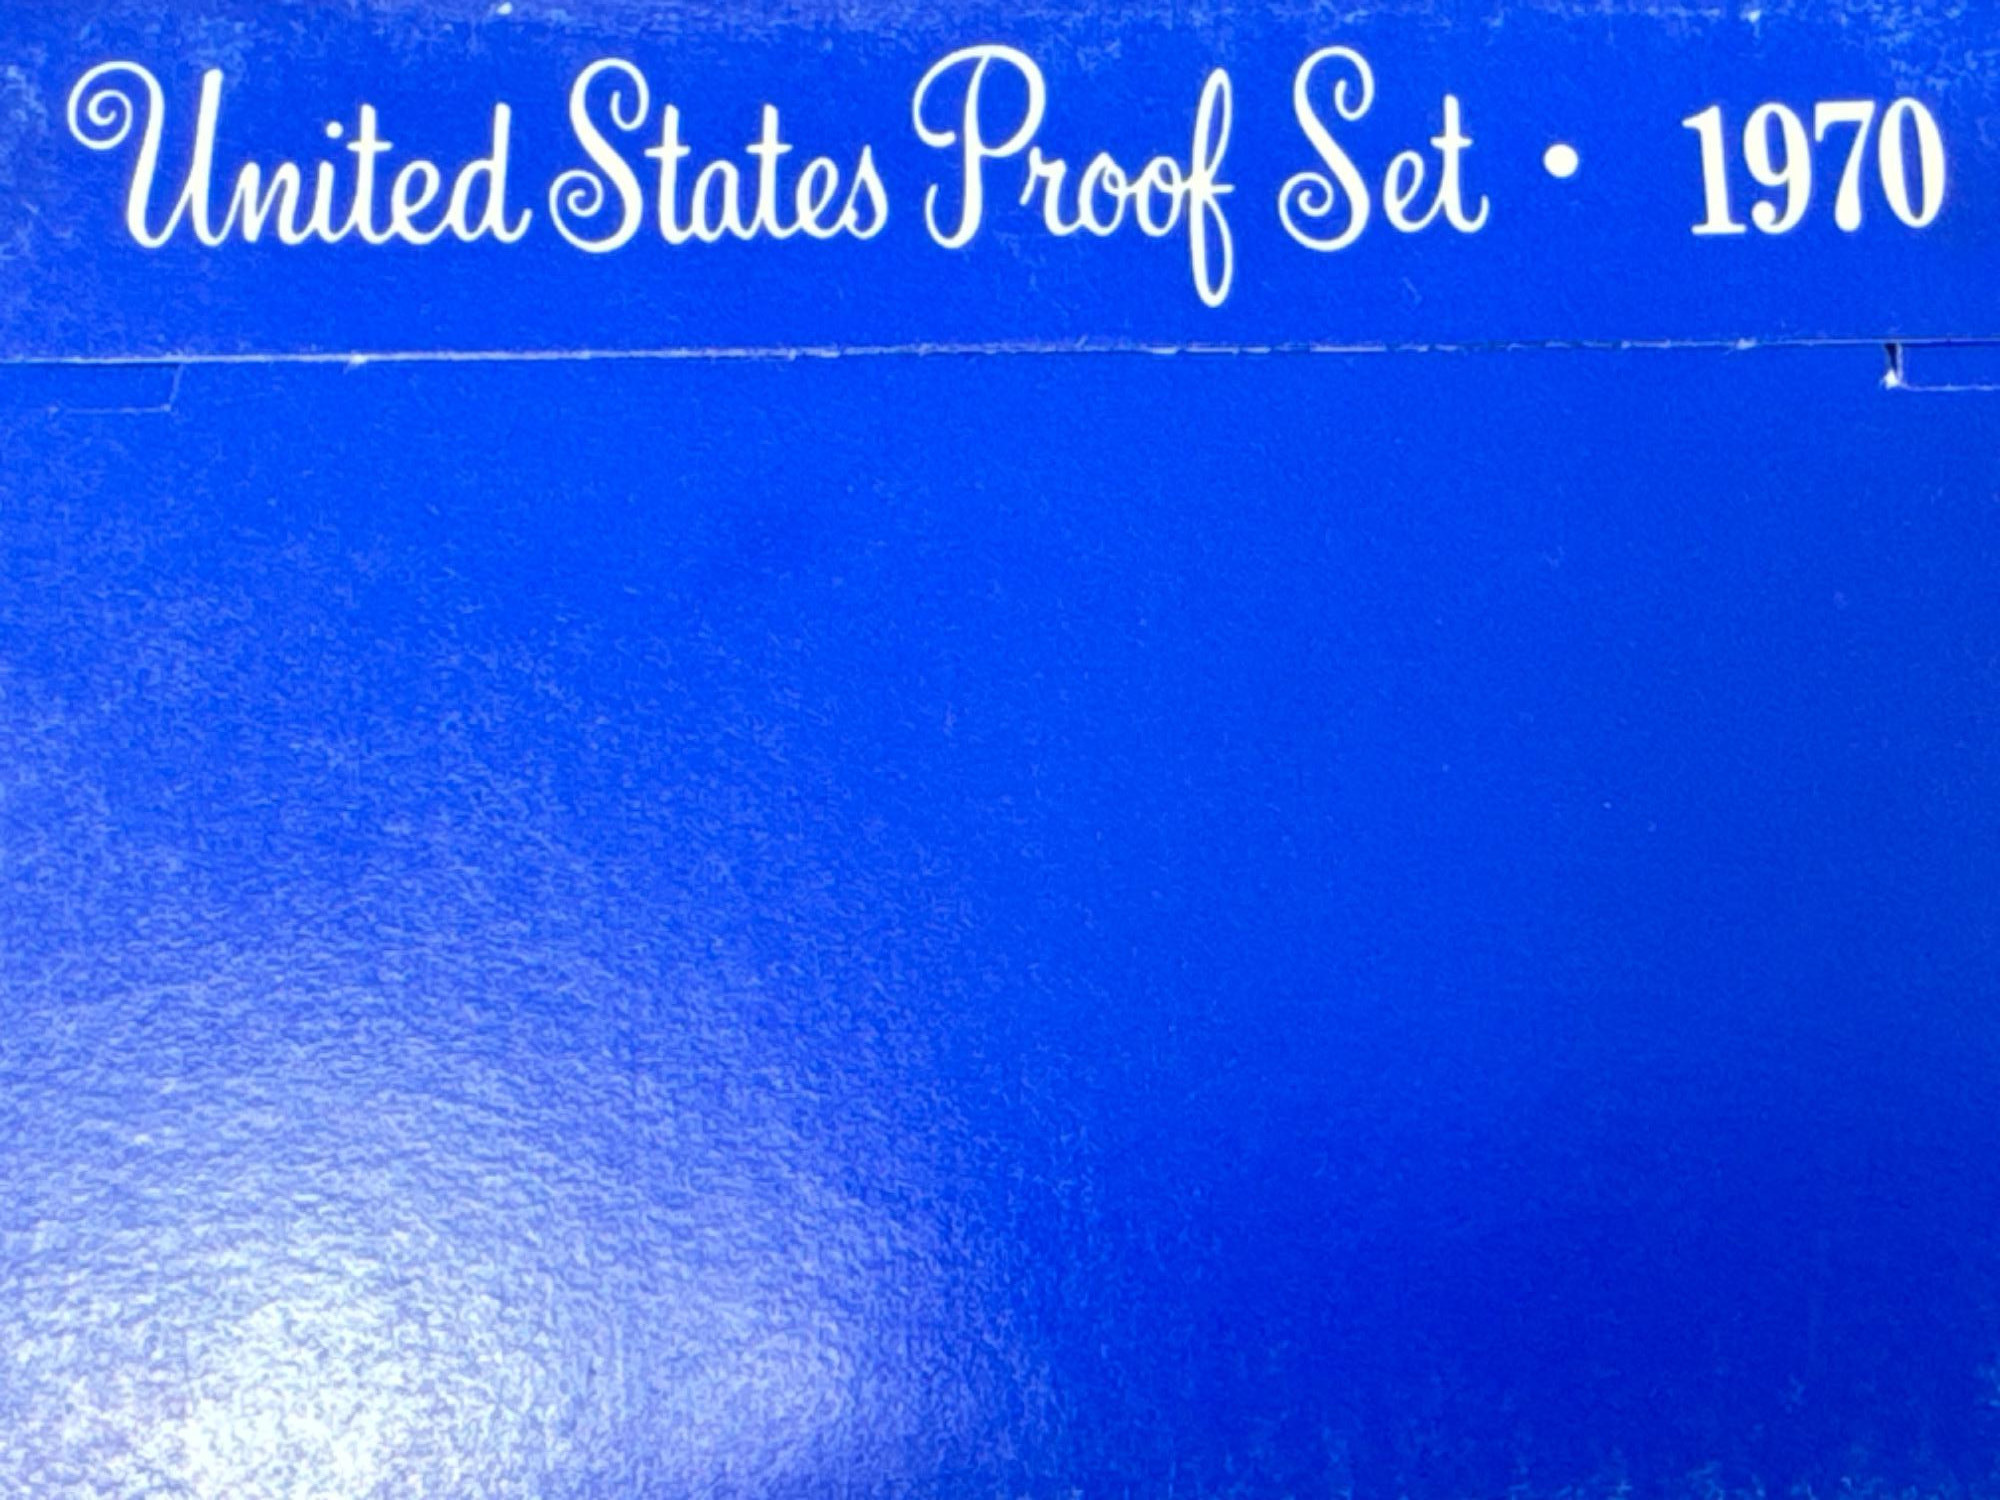 United States Proof Set • 1970